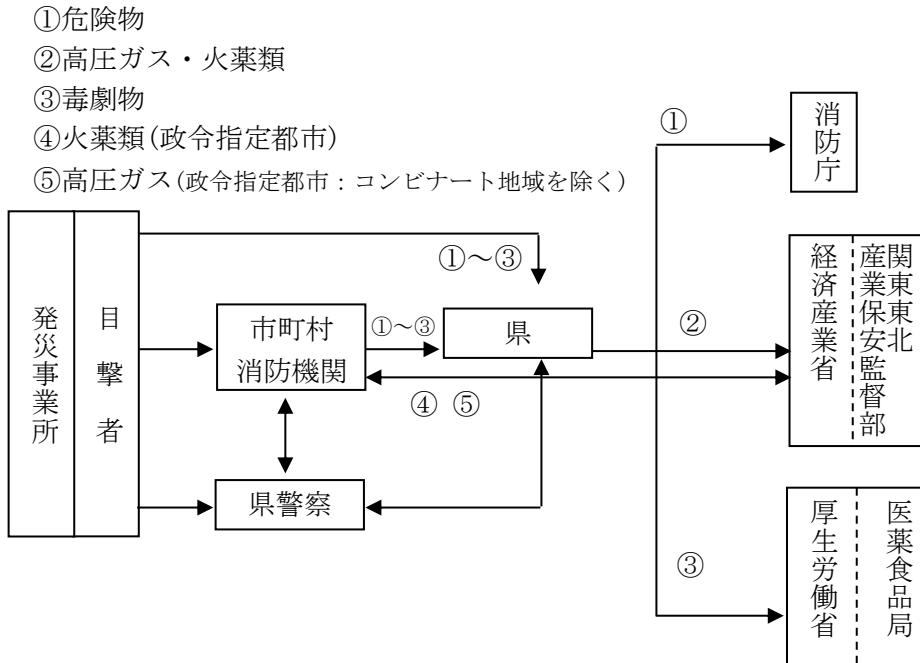 ①危険物
②高圧ガス・火薬類
③毒劇物
④火薬類(政令指定都市)
⑤高圧ガス(政令指定都市：コンビナート地域を除く)
発災事業所
目撃者
①～③
市町村
消防機関
①～③
県
④ ⑤
県警察
①
消防庁
②
経済産業省
関東東北
産業保安監督部
③
厚生労働省
医薬食品局